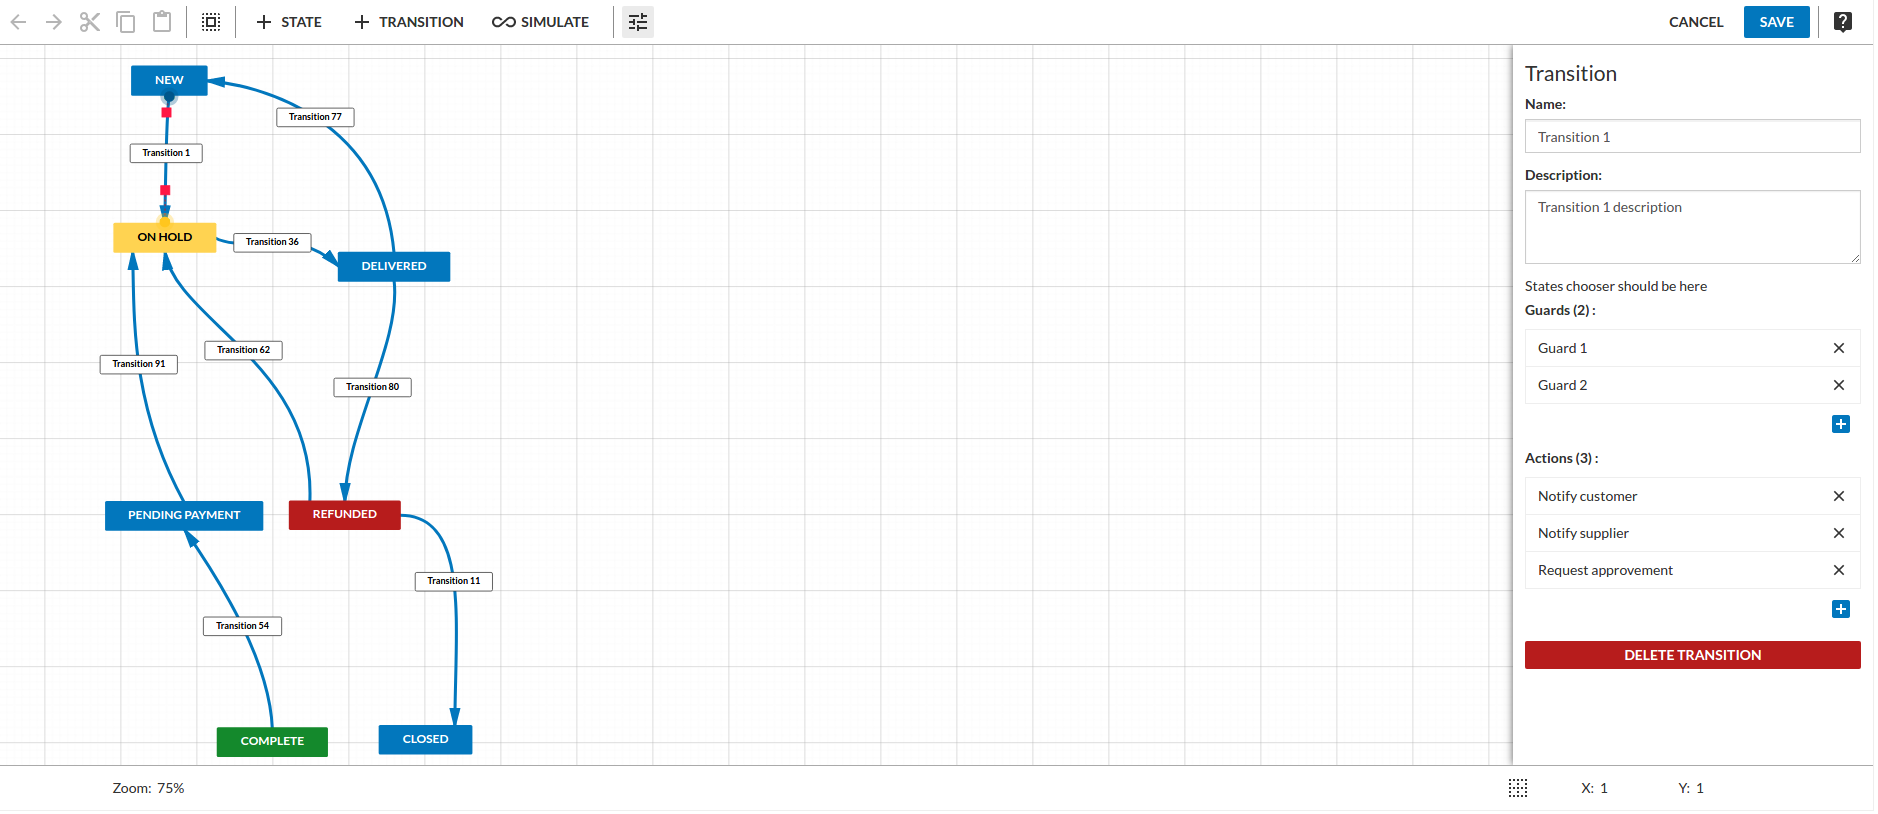 STATE
TRANSITION
SIMULATE
CANCEL
SAVE
NEW
Transition 77
Transition 1
ON HOLD
Transition 36
DELIVERED
Transition 62
Transition 91
Transition 80
PENDING PAYMENT
REFUNDED
Transition 11
Transition 54
COMPLETE
CLOSED
Transition
Name:
Transition 1
Description:
Transition 1 description
States chooser should be here
Guards (2) :
Guard 1
Guard 2
Actions (3) :
Notify customer
Notify supplier
Request approvement
DELETE TRANSITION
Zoom: 75%
X: 1
Y: 1